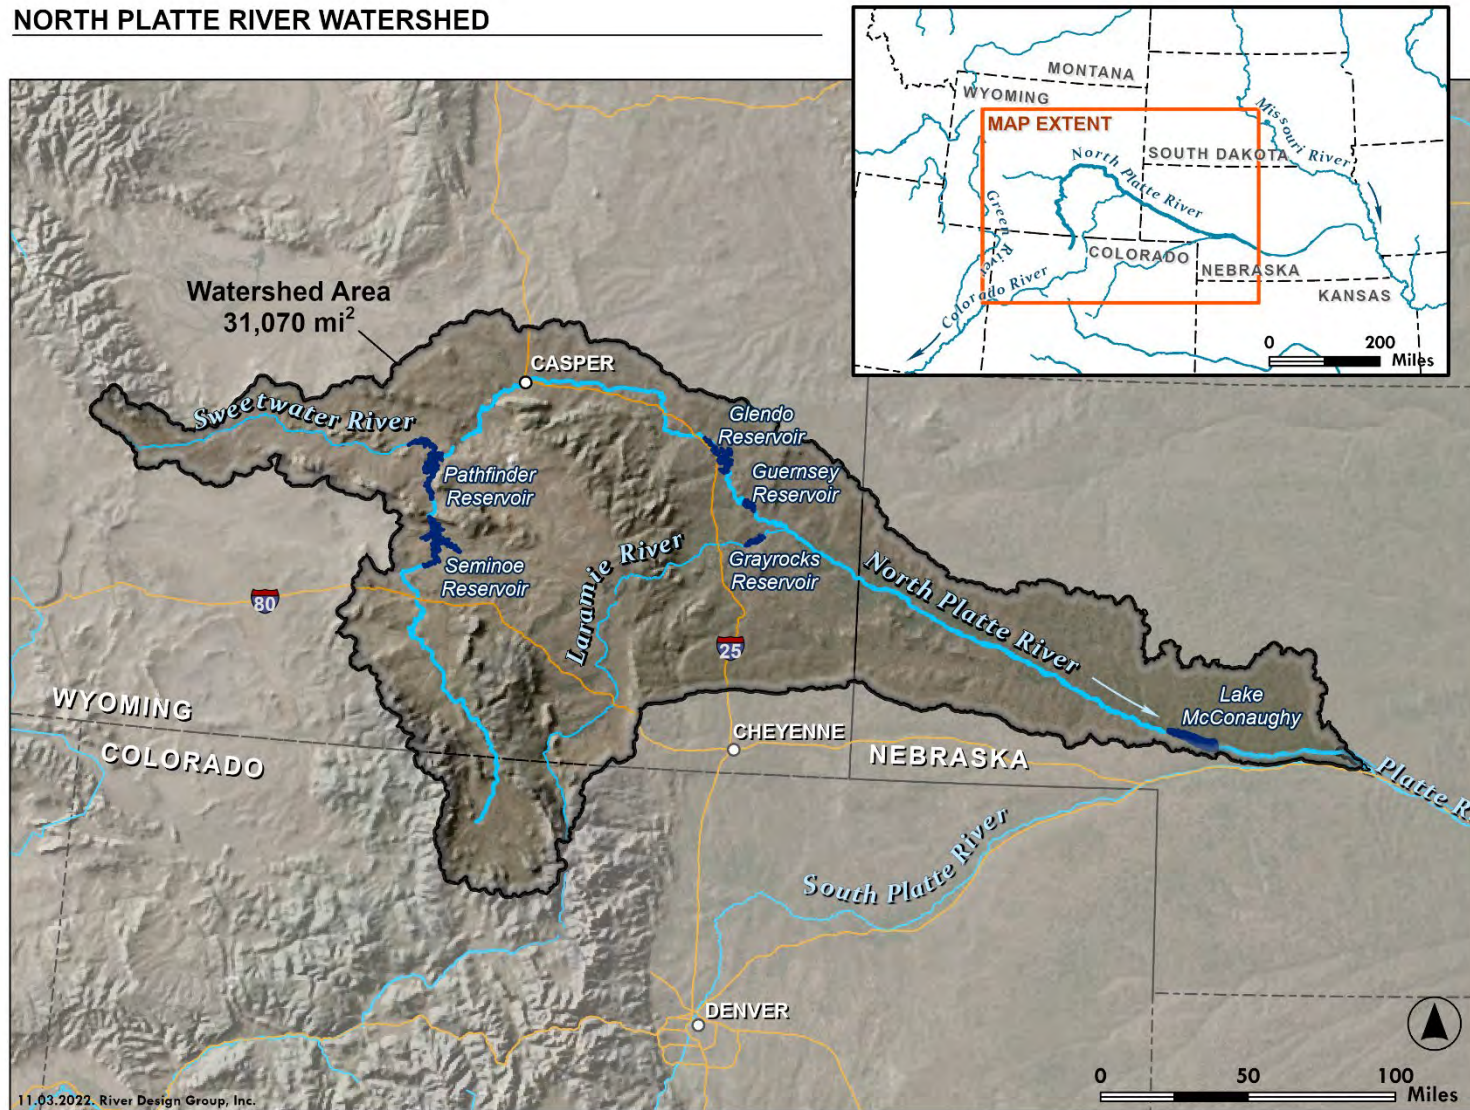 NORTH PLATTE RIVER WATERSHED
MONTANA
WYOMING
MAP EXTENT
Missouri River
SOUTH DAKOTA
North Platte River
Green River
COLORADO
NEBRASKA
Colorado River
KANSAS
0 200
Miles
Watershed Area
31,070 mi²
CASPER
Sweetwater River
Glendo
Reservoir
Pathfinder
Reservoir
Guernsey
Reservoir
Laramie River
Seminoe
Reservoir
Grayrocks
Reservoir
North Platte River
80
25
Lake
McConaughy
WYOMING
COLORADO
CHEYENNE
NEBRASKA
Platte R
South Platte River
DENVER
0 50 100
Miles
11.03.2022. River Design Group, Inc.